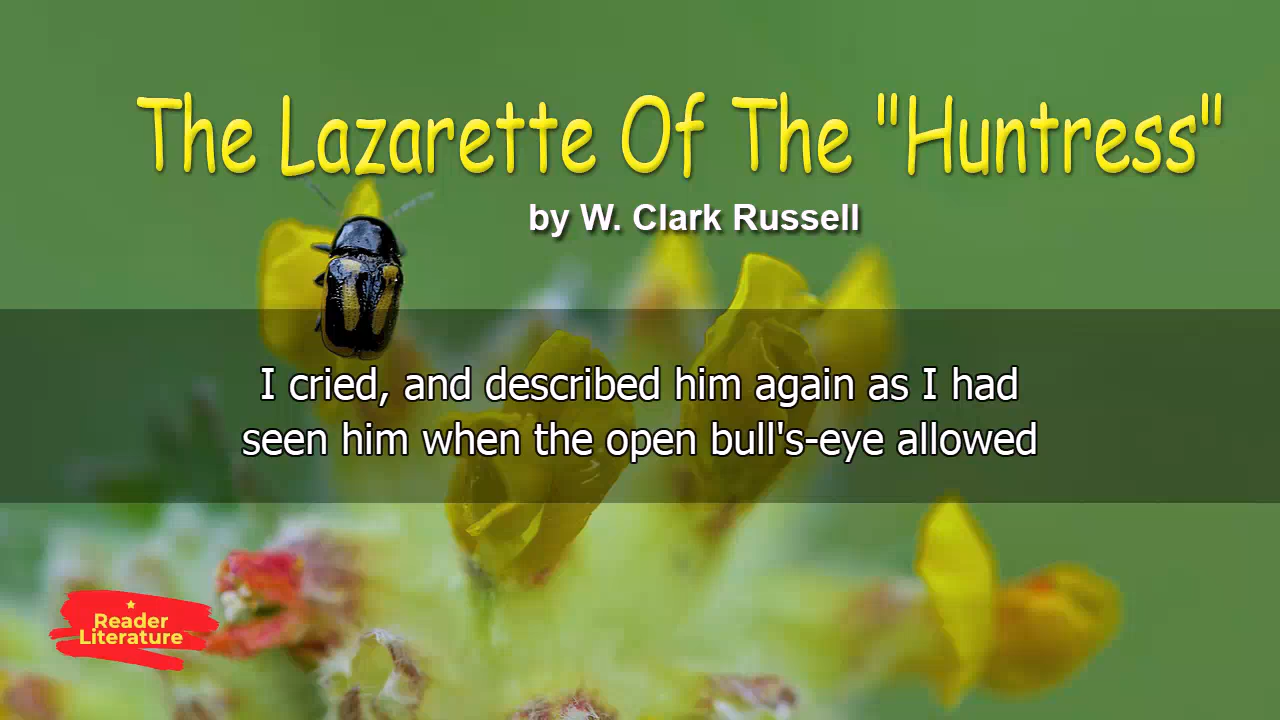 The Lazarette Of The "Huntress"
by W. Clark Russell
I cried, and described him again as I had
seen him when the open bull's-eye allowed
Reader
Literature